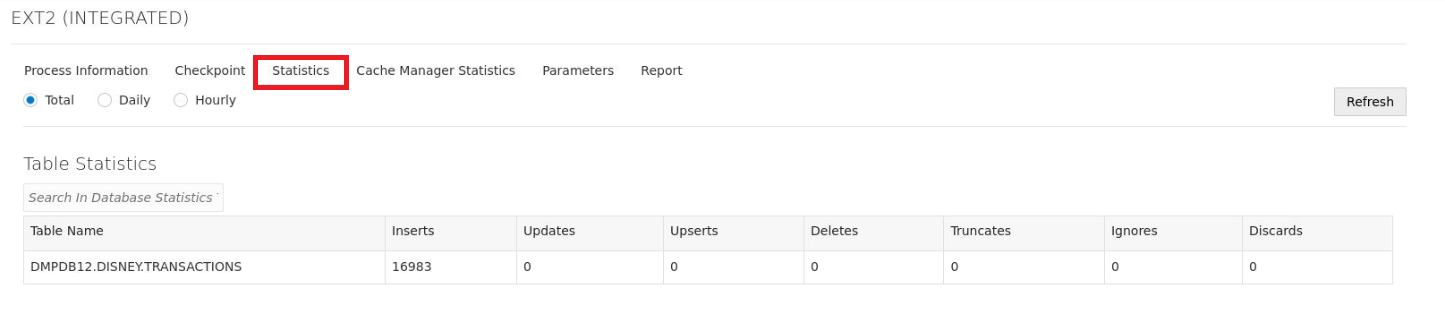 EXT2 (INTEGRATED)
Process Information Checkpoint Statistics Cache Manager Statistics Parameters Report
Total Daily Hourly
Refresh
Table Statistics
Search In Database Statistics
Table Name Inserts Updates Upserts Deletes Truncates Ignores Discards
DMPDB12.DISNEY.TRANSACTIONS 16983 0 0 0 0 0 0